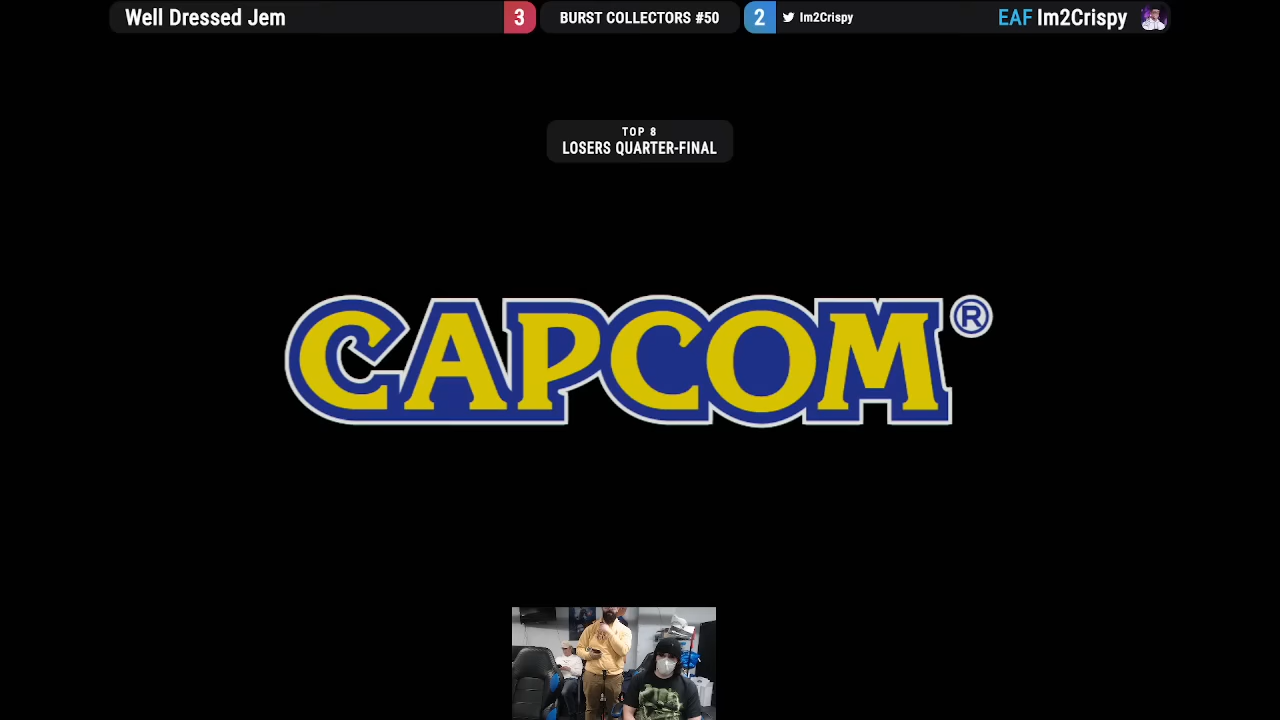 Well Dressed Jem 3 BURST COLLECTORS #50 2 Im2Crispy EAF Im2Crispy
TOP 8
LOSERS QUARTER-FINAL
CAPCOM®